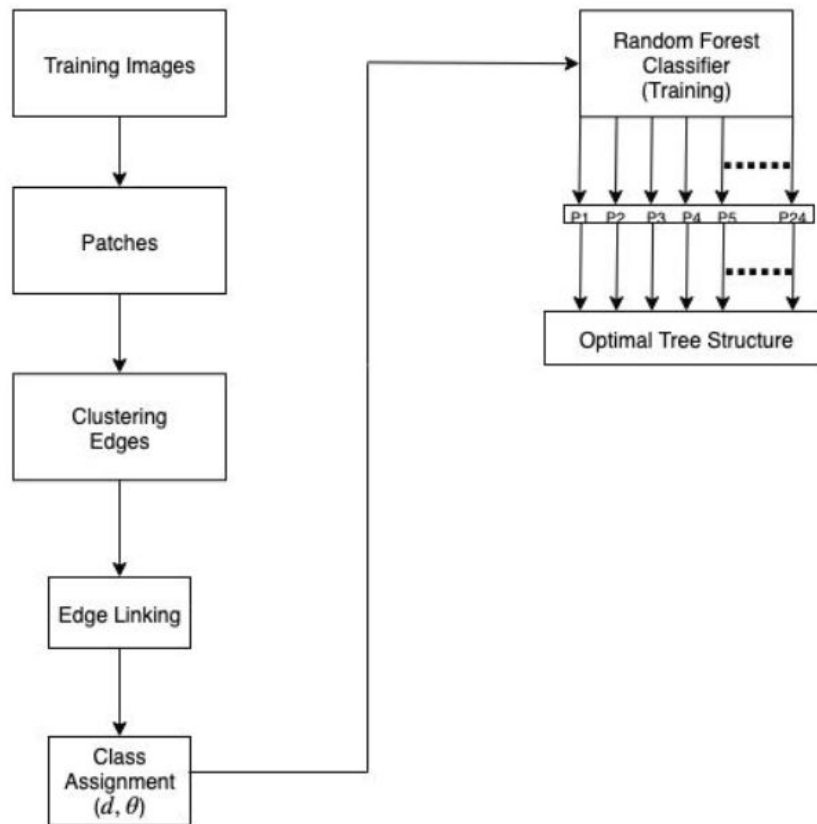 Training Images
Patches
Clustering
Edges
Edge Linking
Class
Assignment
(d, θ)
Random Forest
Classifier
(Training)
P1 P2 P3 P4 P5 P24
Optimal Tree Structure